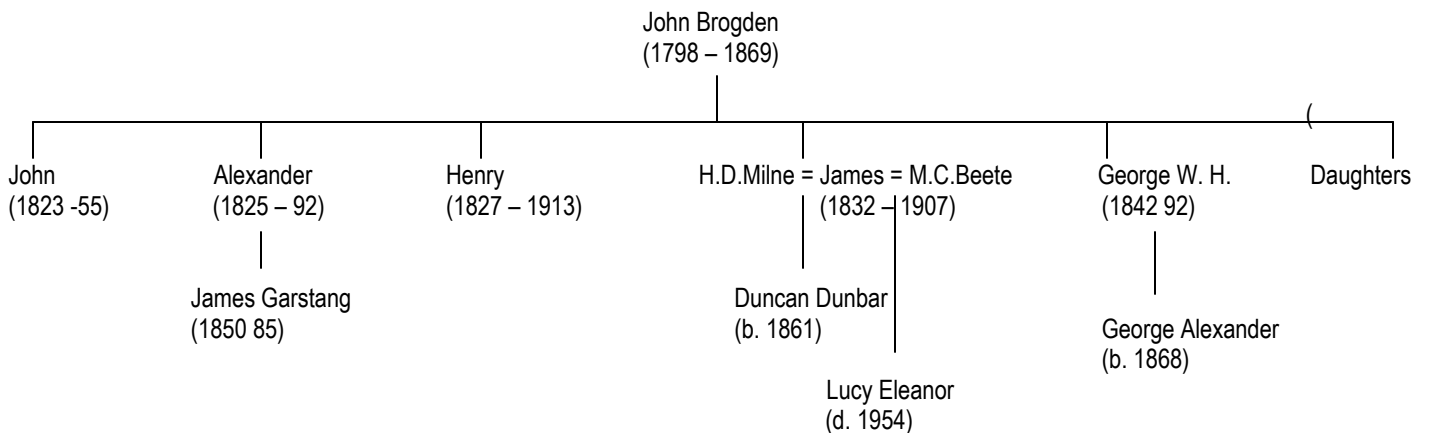 John Brogden
(1798 – 1869)
(
John
(1823 -55)
Alexander
(1825 – 92)
Henry
(1827 – 1913)
H.D.Milne = James = M.C.Beete
(1832 – 1907)
George W. H.
(1842 92)
Daughters
James Garstang
(1850 85)
Duncan Dunbar
(b. 1861)
George Alexander
(b. 1868)
Lucy Eleanor
(d. 1954)